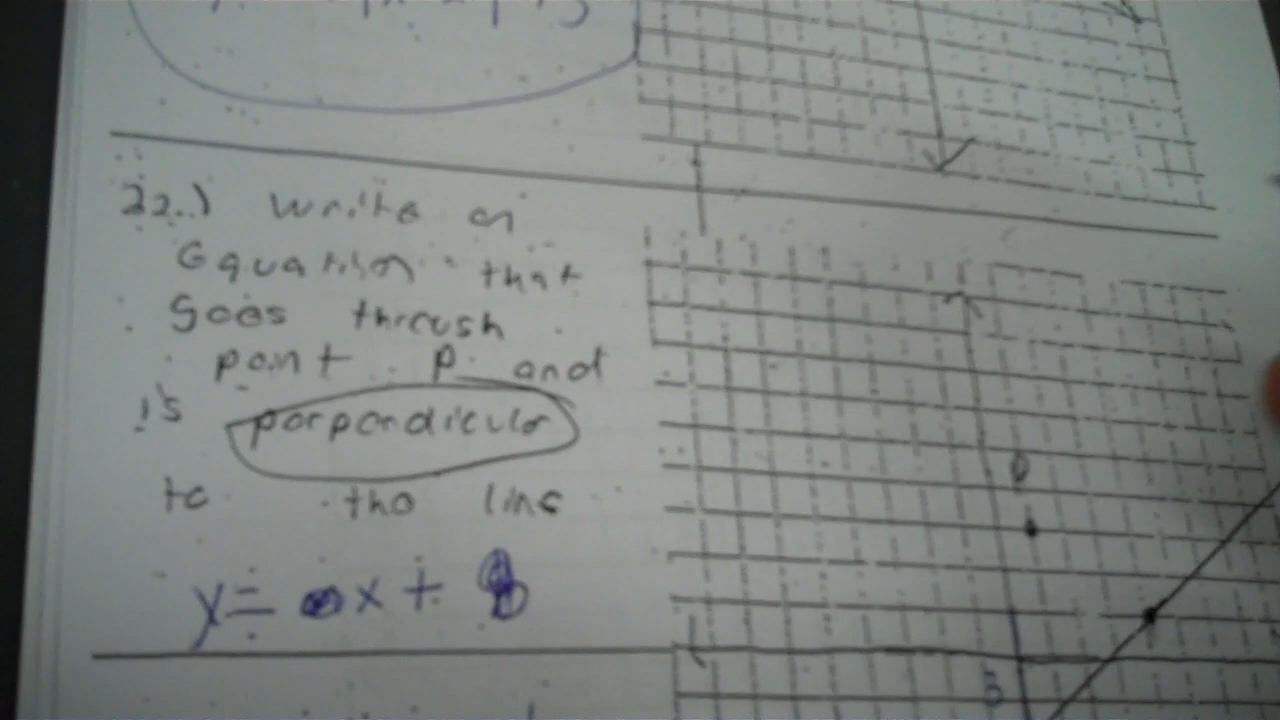 22.) write an
Equation that
goes through
point P and
is perpendicular
to the line
y = x +
P